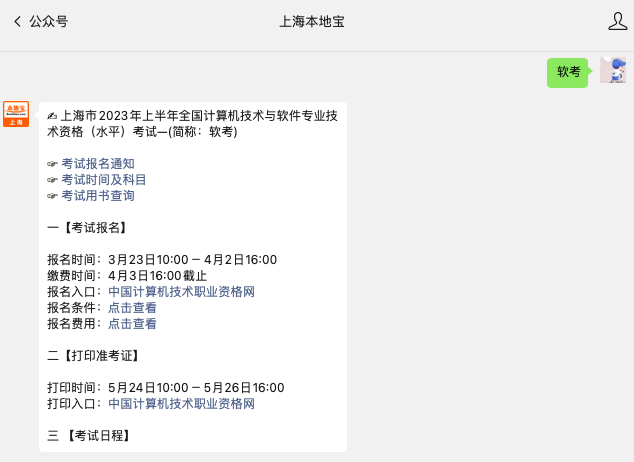 公众号
上海本地宝
软考
本地宝
上海
✍ 上海市2023年上半年全国计算机技术与软件专业技
术资格（水平）考试—(简称：软考)
☞ 考试报名通知
☞ 考试时间及科目
☞ 考试用书查询
一【考试报名】
报名时间：3月23日10:00 – 4月2日16:00
缴费时间：4月3日16:00截止
报名入口：中国计算机技术职业资格网
报名条件：点击查看
报名费用：点击查看
二【打印准考证】
打印时间：5月24日10:00 – 5月26日16:00
打印入口：中国计算机技术职业资格网
三 【考试日程】